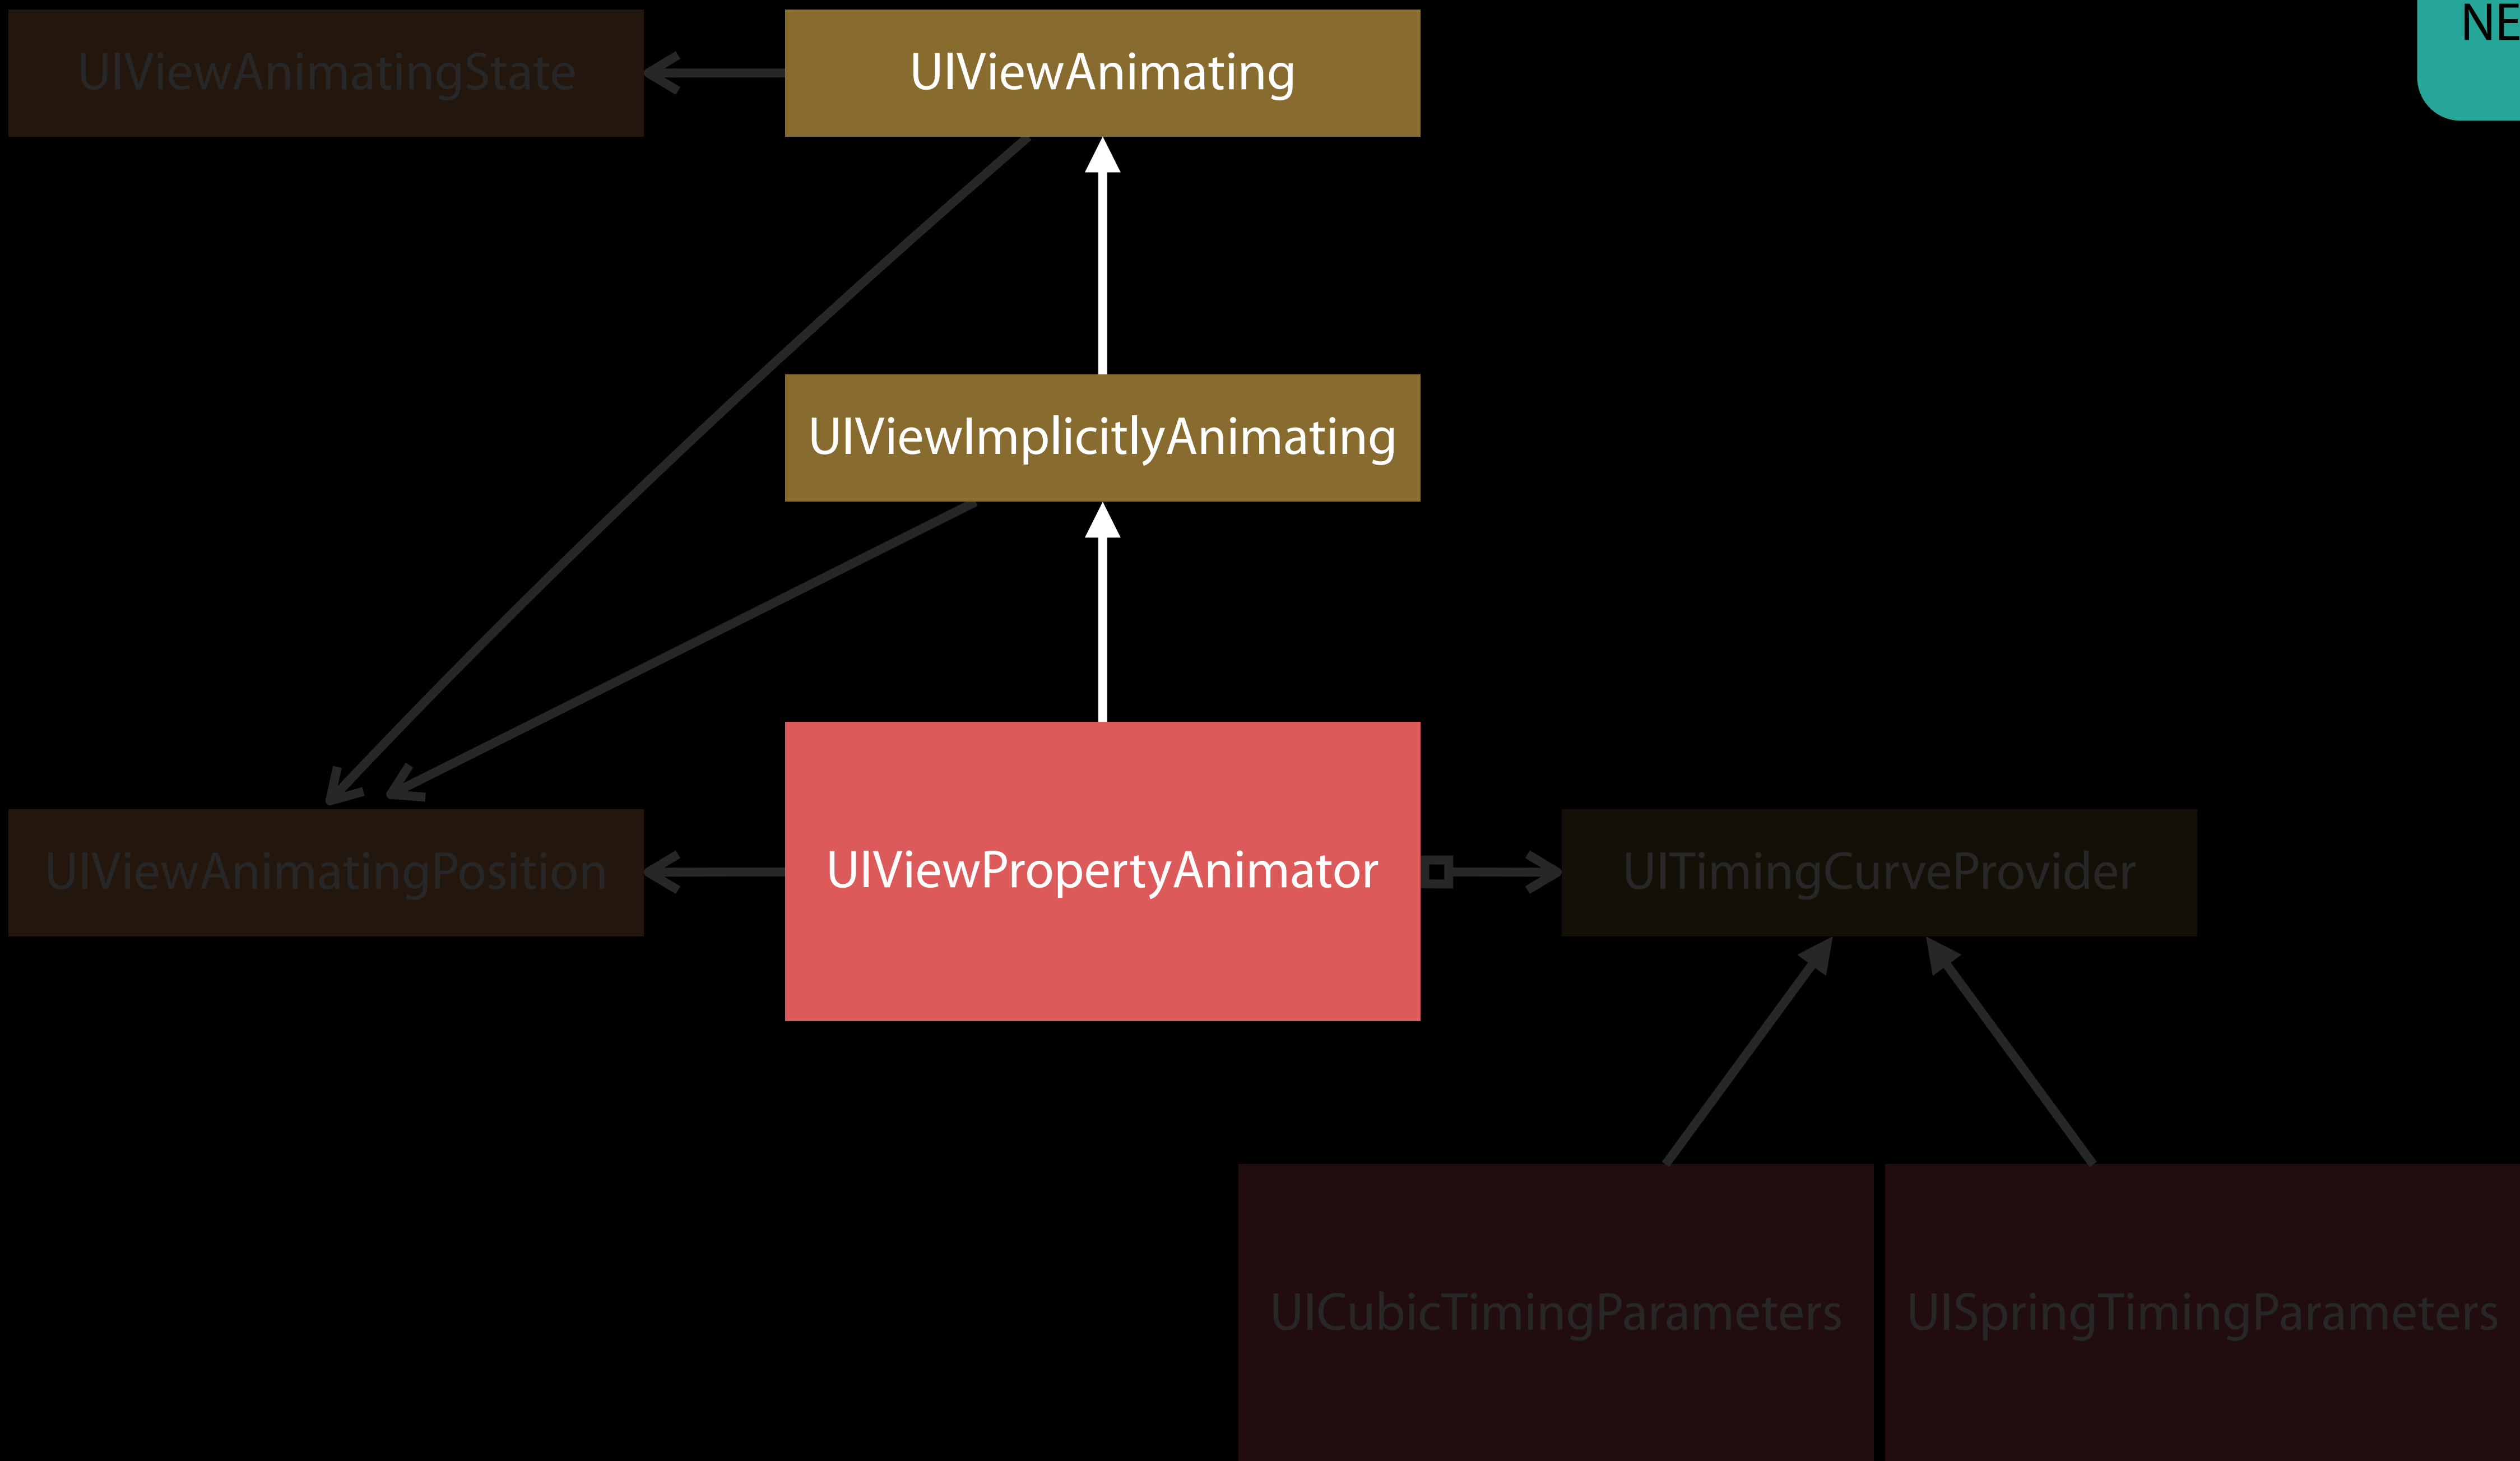 NE
UIViewAnimatingState
UIViewAnimating
UIViewImplicitlyAnimating
UIViewAnimatingPosition
UIViewPropertyAnimator
UITimingCurveProvider
UICubicTimingParameters
UISpringTimingParameters